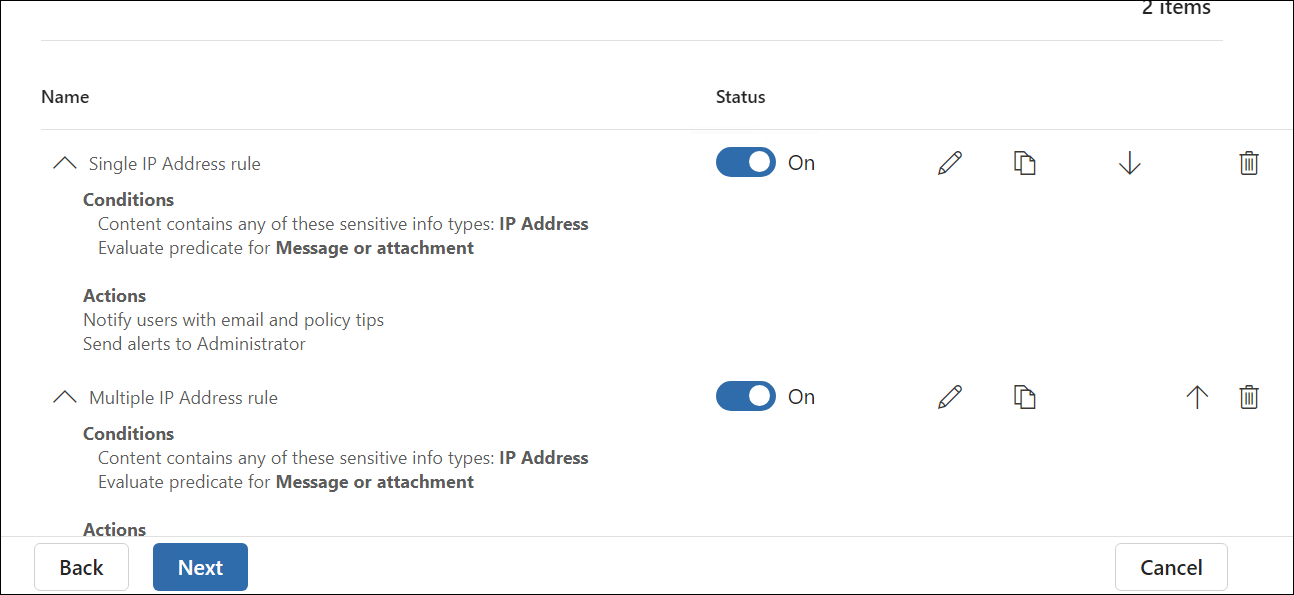 2 items
Name Status
Single IP Address rule On
Conditions
Content contains any of these sensitive info types: IP Address
Evaluate predicate for Message or attachment
Actions
Notify users with email and policy tips
Send alerts to Administrator
Multiple IP Address rule On
Conditions
Content contains any of these sensitive info types: IP Address
Evaluate predicate for Message or attachment
Actions
Back Next Cancel